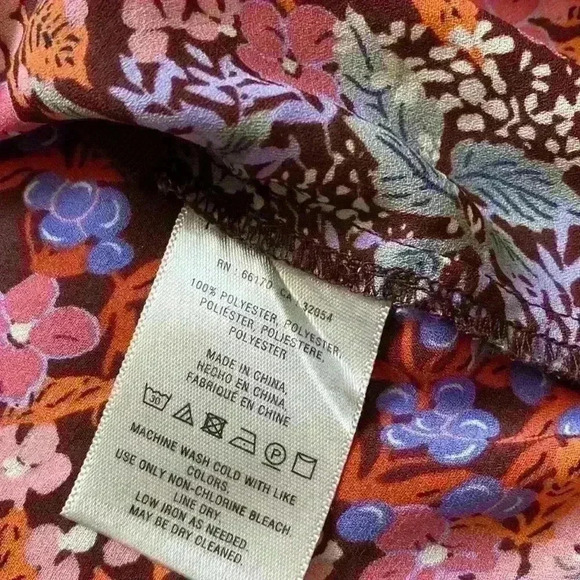 RN : 66170 CA : 32054
100% POLYESTER, POLYESTER,
POLIÉSTER, POLIESTERE,
POLYESTER
MADE IN CHINA,
HECHO EN CHINA,
FABRIQUÉ EN CHINE
30 P
MACHINE WASH COLD WITH LIKE
COLORS
USE ONLY NON-CHLORINE BLEACH.
LINE DRY
LOW IRON AS NEEDED.
MAY BE DRY CLEANED.